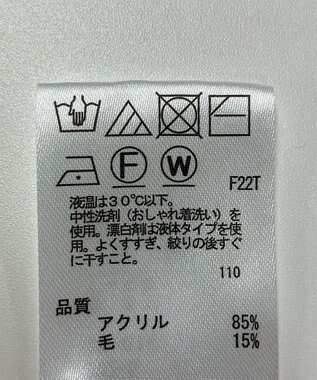 F W
F22T
液温は30℃以下。
中性洗剤（おしゃれ着洗い）を
使用。漂白剤は液体タイプを使
用。よくすすぎ、絞りの後すぐ
に干すこと。
110
品質
アクリル 85%
毛 15%